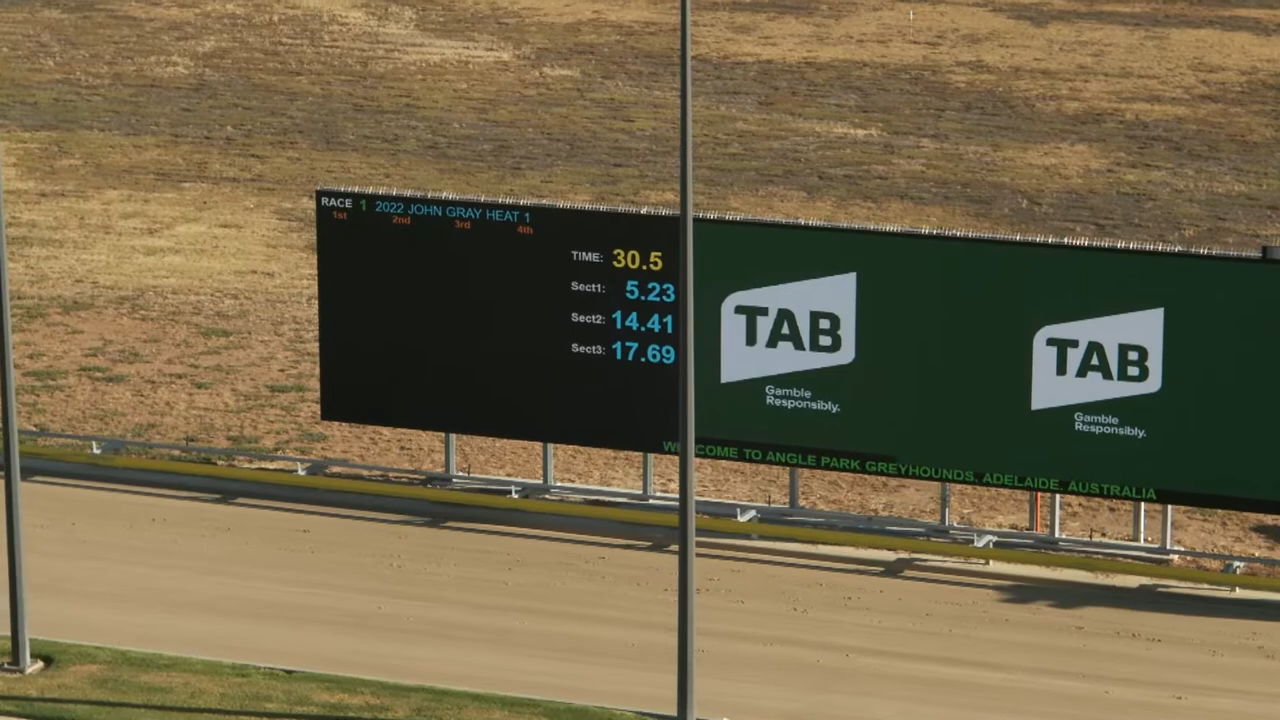 RACE 1 2022 JOHN GRAY HEAT 1
1st 2nd 3rd 4th
TIME: 30.5
Sect1: 5.23
Sect2: 14.41
Sect3: 17.69
TAB
Gamble
Responsibly.
TAB
Gamble
Responsibly.
WELCOME TO ANGLE PARK GREYHOUNDS, ADELAIDE, AUSTRALIA